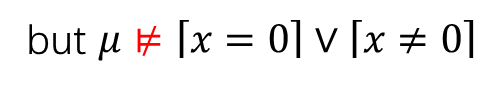 but 𝜇 ⊭ ⌈𝑥 = 0⌉ ∨ ⌈𝑥 ≠ 0⌉